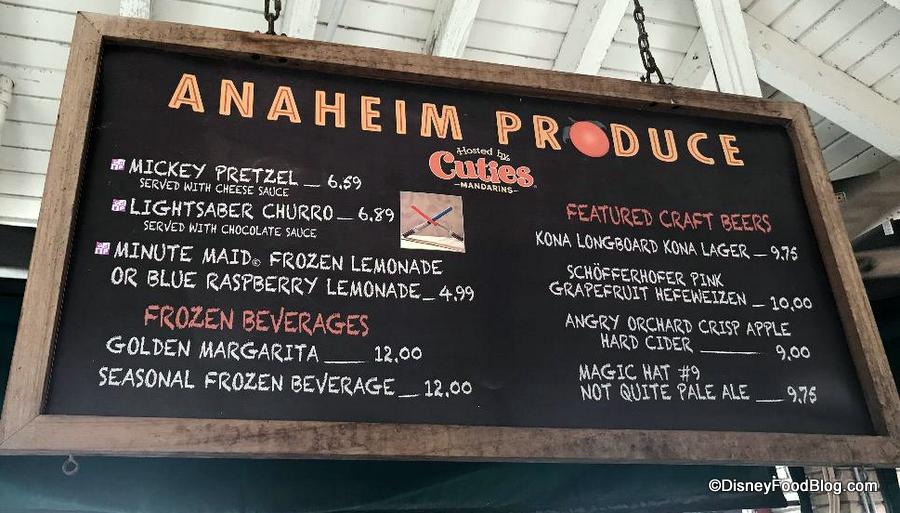 ANAHEIM PRODUCE
Hosted by
Cuties
MANDARINS
MICKEY PRETZEL — 6.59
SERVED WITH CHEESE SAUCE
LIGHTSABER CHURRO — 6.89
SERVED WITH CHOCOLATE SAUCE
MINUTE MAID® FROZEN LEMONADE
OR BLUE RASPBERRY LEMONADE — 4.99
FROZEN BEVERAGES
GOLDEN MARGARITA — 12.00
SEASONAL FROZEN BEVERAGE — 12.00
FEATURED CRAFT BEERS
KONA LONGBOARD KONA LAGER — 9.75
SCHÖFFERHOFER PINK
GRAPEFRUIT HEFEWEIZEN — 10.00
ANGRY ORCHARD CRISP APPLE
HARD CIDER — 9.00
MAGIC HAT #9
NOT QUITE PALE ALE — 9.75
©DisneyFoodBlog.com